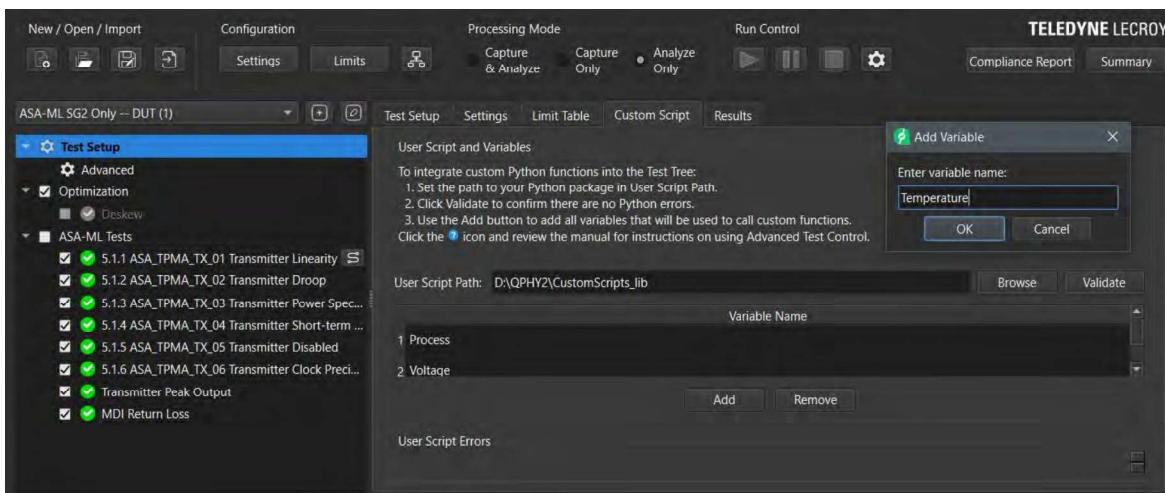 New / Open / Import
Configuration
Processing Mode
Run Control
TELEDYNE LECROY
Settings
Limits
Capture & Analyze
Capture Only
Analyze Only
Compliance Report
Summary
ASA-ML SG2 Only -- DUT (1)
Test Setup
Settings
Limit Table
Custom Script
Results
Test Setup
Advanced
Optimization
Deskew
ASA-ML Tests
5.1.1 ASA_TPMA_TX_01 Transmitter Linearity
5.1.2 ASA_TPMA_TX_02 Transmitter Droop
5.1.3 ASA_TPMA_TX_03 Transmitter Power Spec...
5.1.4 ASA_TPMA_TX_04 Transmitter Short-term ...
5.1.5 ASA_TPMA_TX_05 Transmitter Disabled
5.1.6 ASA_TPMA_TX_06 Transmitter Clock Preci...
Transmitter Peak Output
MDI Return Loss
User Script and Variables
To integrate custom Python functions into the Test Tree:
1. Set the path to your Python package in User Script Path.
2. Click Validate to confirm there are no Python errors.
3. Use the Add button to add all variables that will be used to call custom functions.
Click the ? icon and review the manual for instructions on using Advanced Test Control.
User Script Path: D:\QPHY2\CustomScripts_lib
Browse
Validate
Variable Name
1 Process
2 Voltage
Add
Remove
User Script Errors
Add Variable
Enter variable name:
Temperature
OK
Cancel